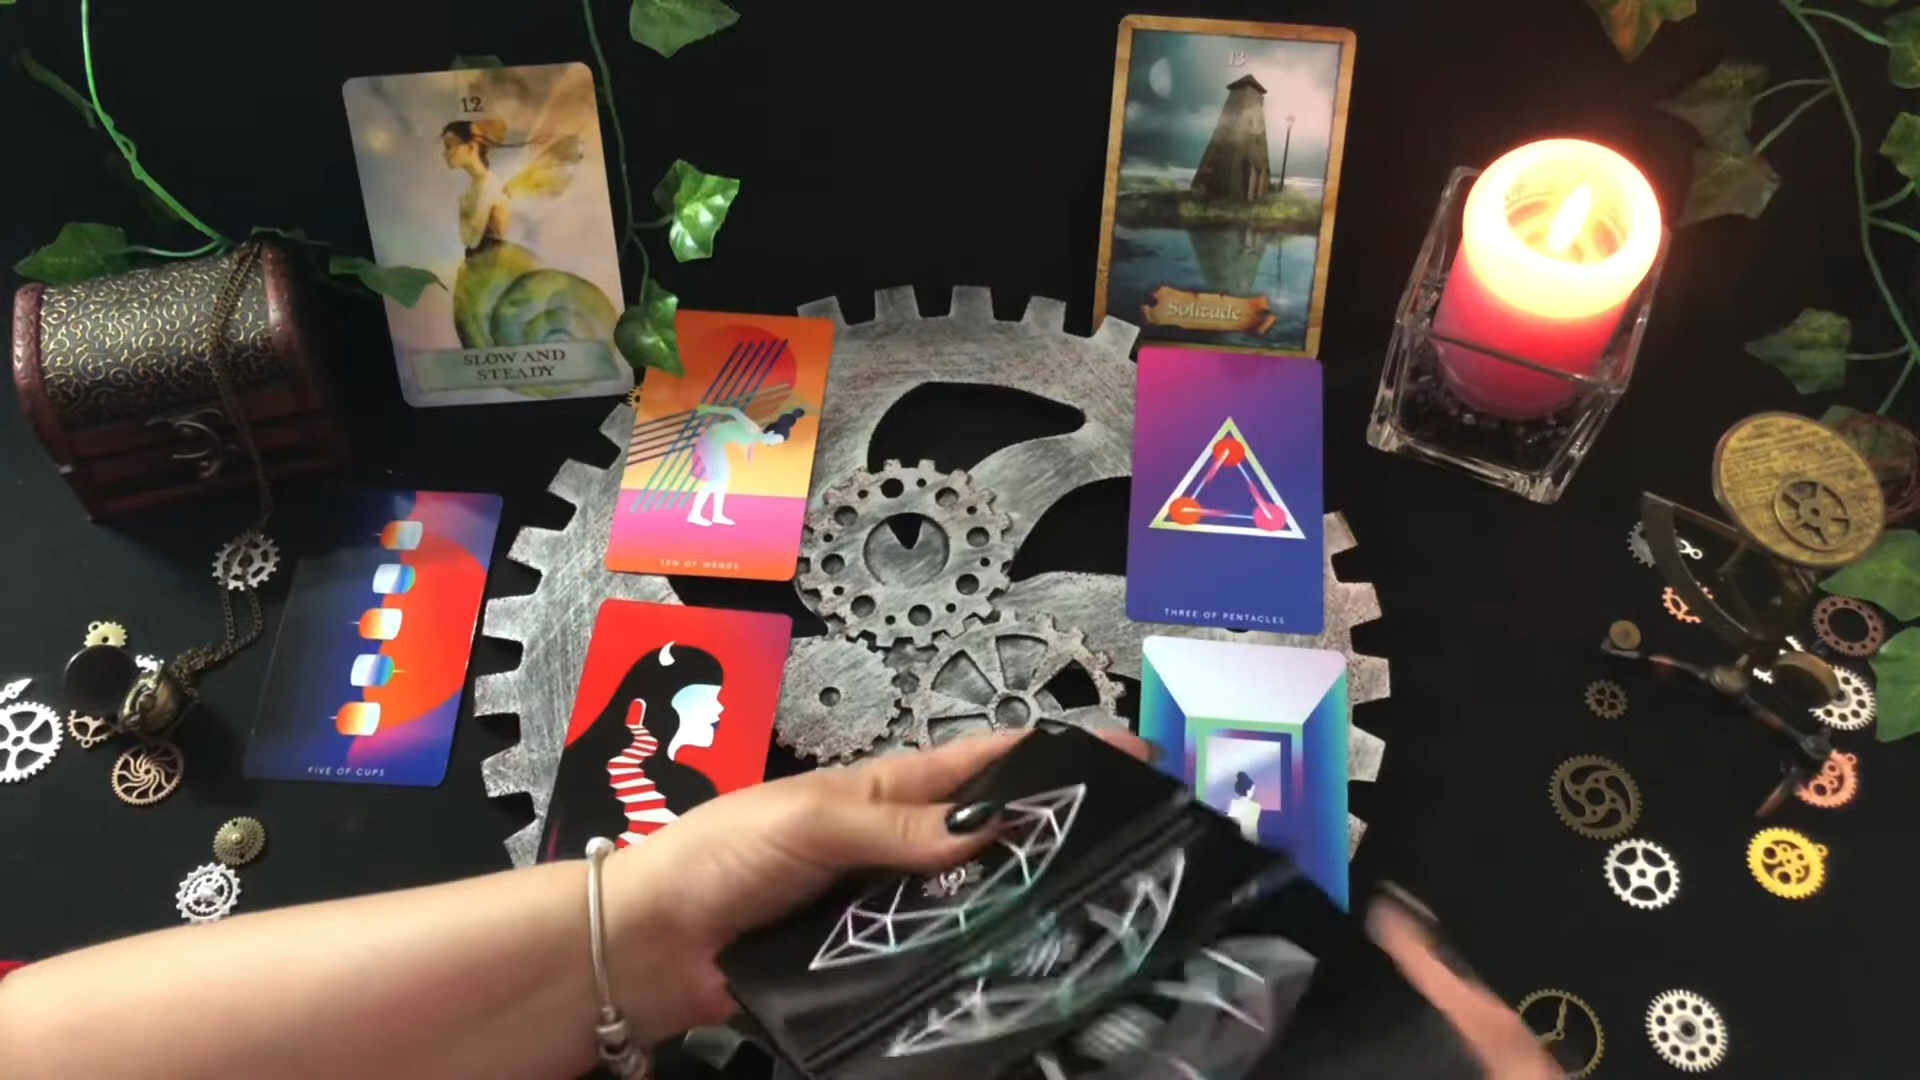 12
SLOW AND
STEADY
13
Solitude
TEN OF WANDS
THREE OF PENTACLES
FIVE OF CUPS